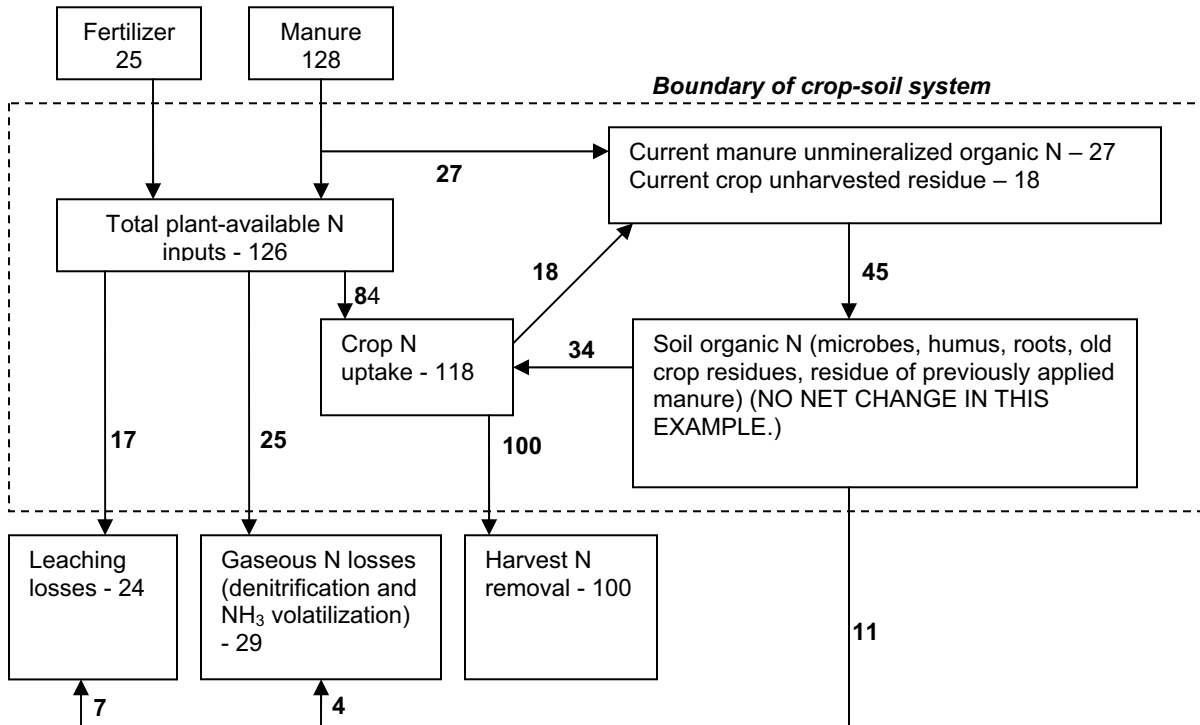 Fertilizer
25
Manure
128
Boundary of crop-soil system
27
Current manure unmineralized organic N – 27
Current crop unharvested residue – 18
Total plant-available N
inputs - 126
18
45
84
Crop N
uptake - 118
34
Soil organic N (microbes, humus, roots, old
crop residues, residue of previously applied
manure) (NO NET CHANGE IN THIS
EXAMPLE.)
17
25
100
Leaching
losses - 24
Gaseous N losses
(denitrification and
NH₃ volatilization)
- 29
Harvest N
removal - 100
11
7
4